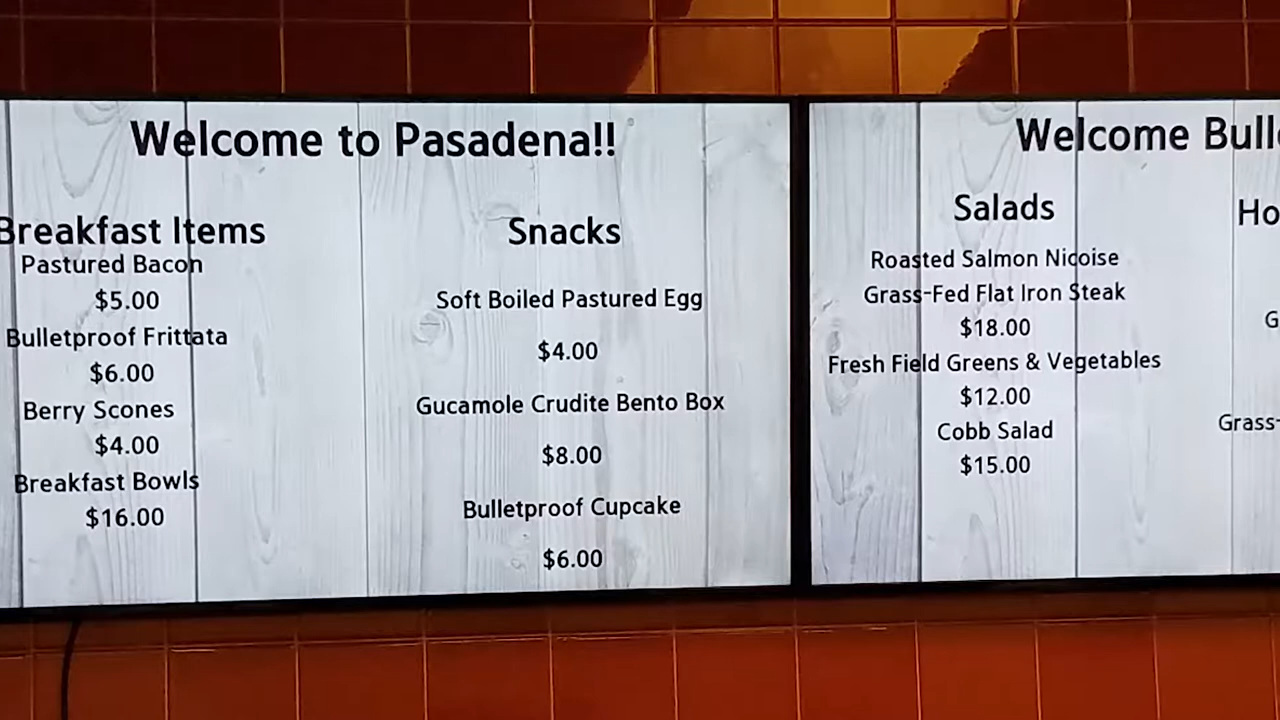 Welcome to Pasadena!!
Breakfast Items
Pastured Bacon
$5.00
Bulletproof Frittata
$6.00
Berry Scones
$4.00
Breakfast Bowls
$16.00
Snacks
Soft Boiled Pastured Egg
$4.00
Gucamole Crudite Bento Box
$8.00
Bulletproof Cupcake
$6.00
Welcome
Salads
Roasted Salmon Nicoise
Grass-Fed Flat Iron Steak
$18.00
Fresh Field Greens & Vegetables
$12.00
Cobb Salad
$15.00